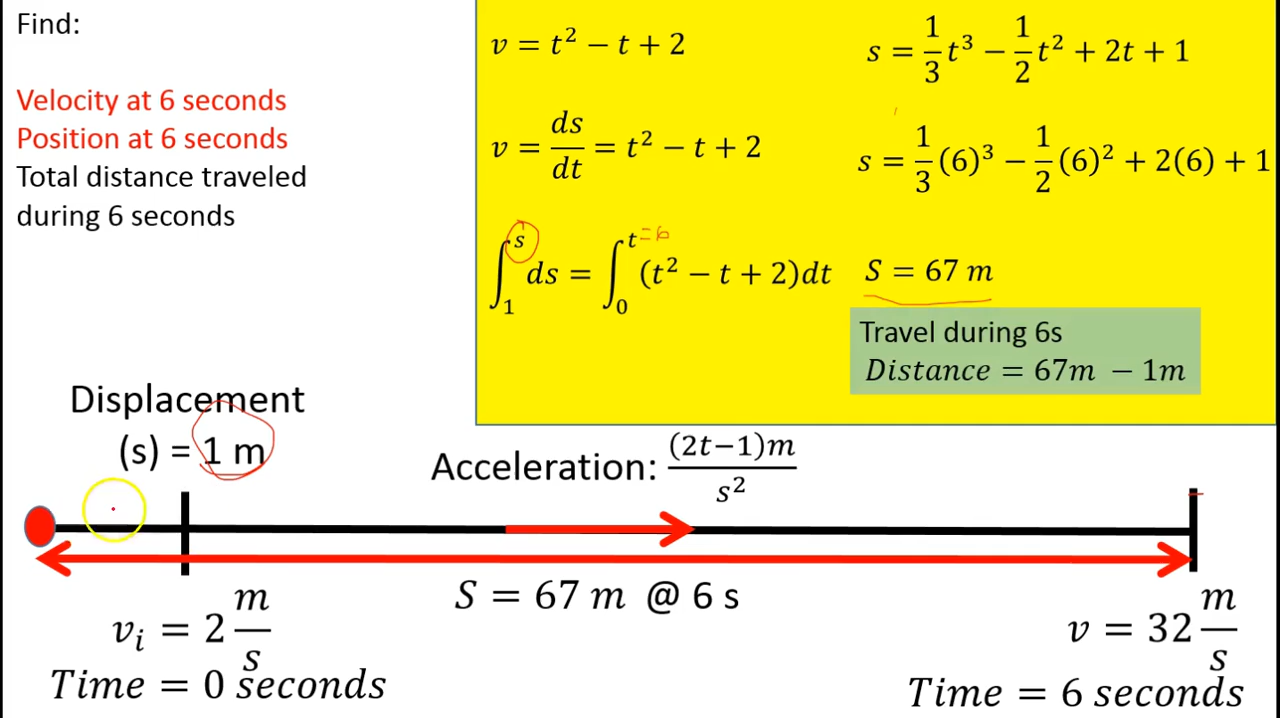 Find:
Velocity at 6 seconds
Position at 6 seconds
Total distance traveled
during 6 seconds
v = t² − t + 2
v = ds/dt = t² − t + 2
∫₁ˢ ds = ∫₀ᵗ⁼⁶ (t² − t + 2)dt
s = 1/3 t³ − 1/2 t² + 2t + 1
s = 1/3 (6)³ − 1/2 (6)² + 2(6) + 1
S = 67 m
Travel during 6s
Distance = 67m − 1m
Displacement
(s) = 1 m
Acceleration: (2t−1)m/s²
S = 67 m @ 6 s
vᵢ = 2 m/s
Time = 0 seconds
v = 32 m/s
Time = 6 seconds